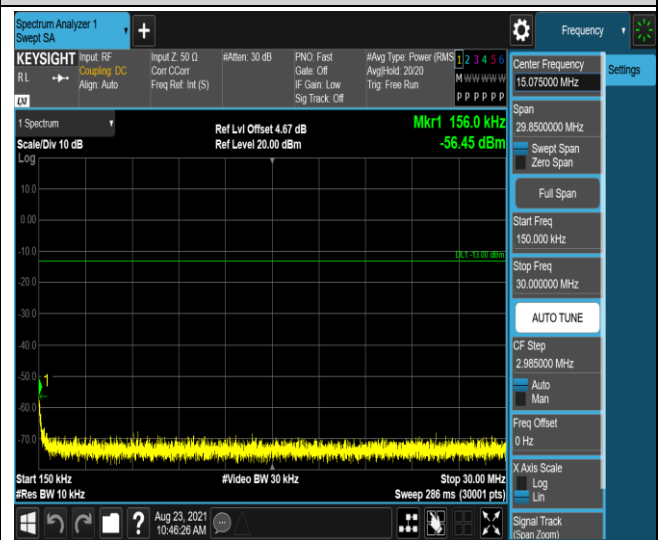 Spectrum Analyzer 1
Swept SA
Frequency
KEYSIGHT Input: RF Input Z: 50 Ω #Atten: 30 dB PNO: Fast #Avg Type: Power (RMS 1 2 3 4 5 6
RL Coupling: DC Corr CCorr Gate: Off Avg|Hold: 20/20 M W W W W W
Align: Auto Freq Ref: Int (S) IF Gain: Low Trig: Free Run
Sig Track: Off P P P P P P
LXI
1 Spectrum
Ref Lvl Offset 4.67 dB Mkr1 156.0 kHz
Scale/Div 10 dB Ref Level 20.00 dBm -56.45 dBm
Log
10.0
0.00
-10.0
DL1 -13.00 dBm
-20.0
-30.0
-40.0
-50.0
1
-60.0
-70.0
Start 150 kHz #Video BW 30 kHz Stop 30.00 MHz
#Res BW 10 kHz Sweep 286 ms (30001 pts)
Aug 23, 2021
10:46:26 AM
Center Frequency
15.075000 MHz
Settings
Span
29.8500000 MHz
Swept Span
Zero Span
Full Span
Start Freq
150.000 kHz
Stop Freq
30.000000 MHz
AUTO TUNE
CF Step
2.985000 MHz
Auto
Man
Freq Offset
0 Hz
X Axis Scale
Log
Lin
Signal Track
(Span Zoom)